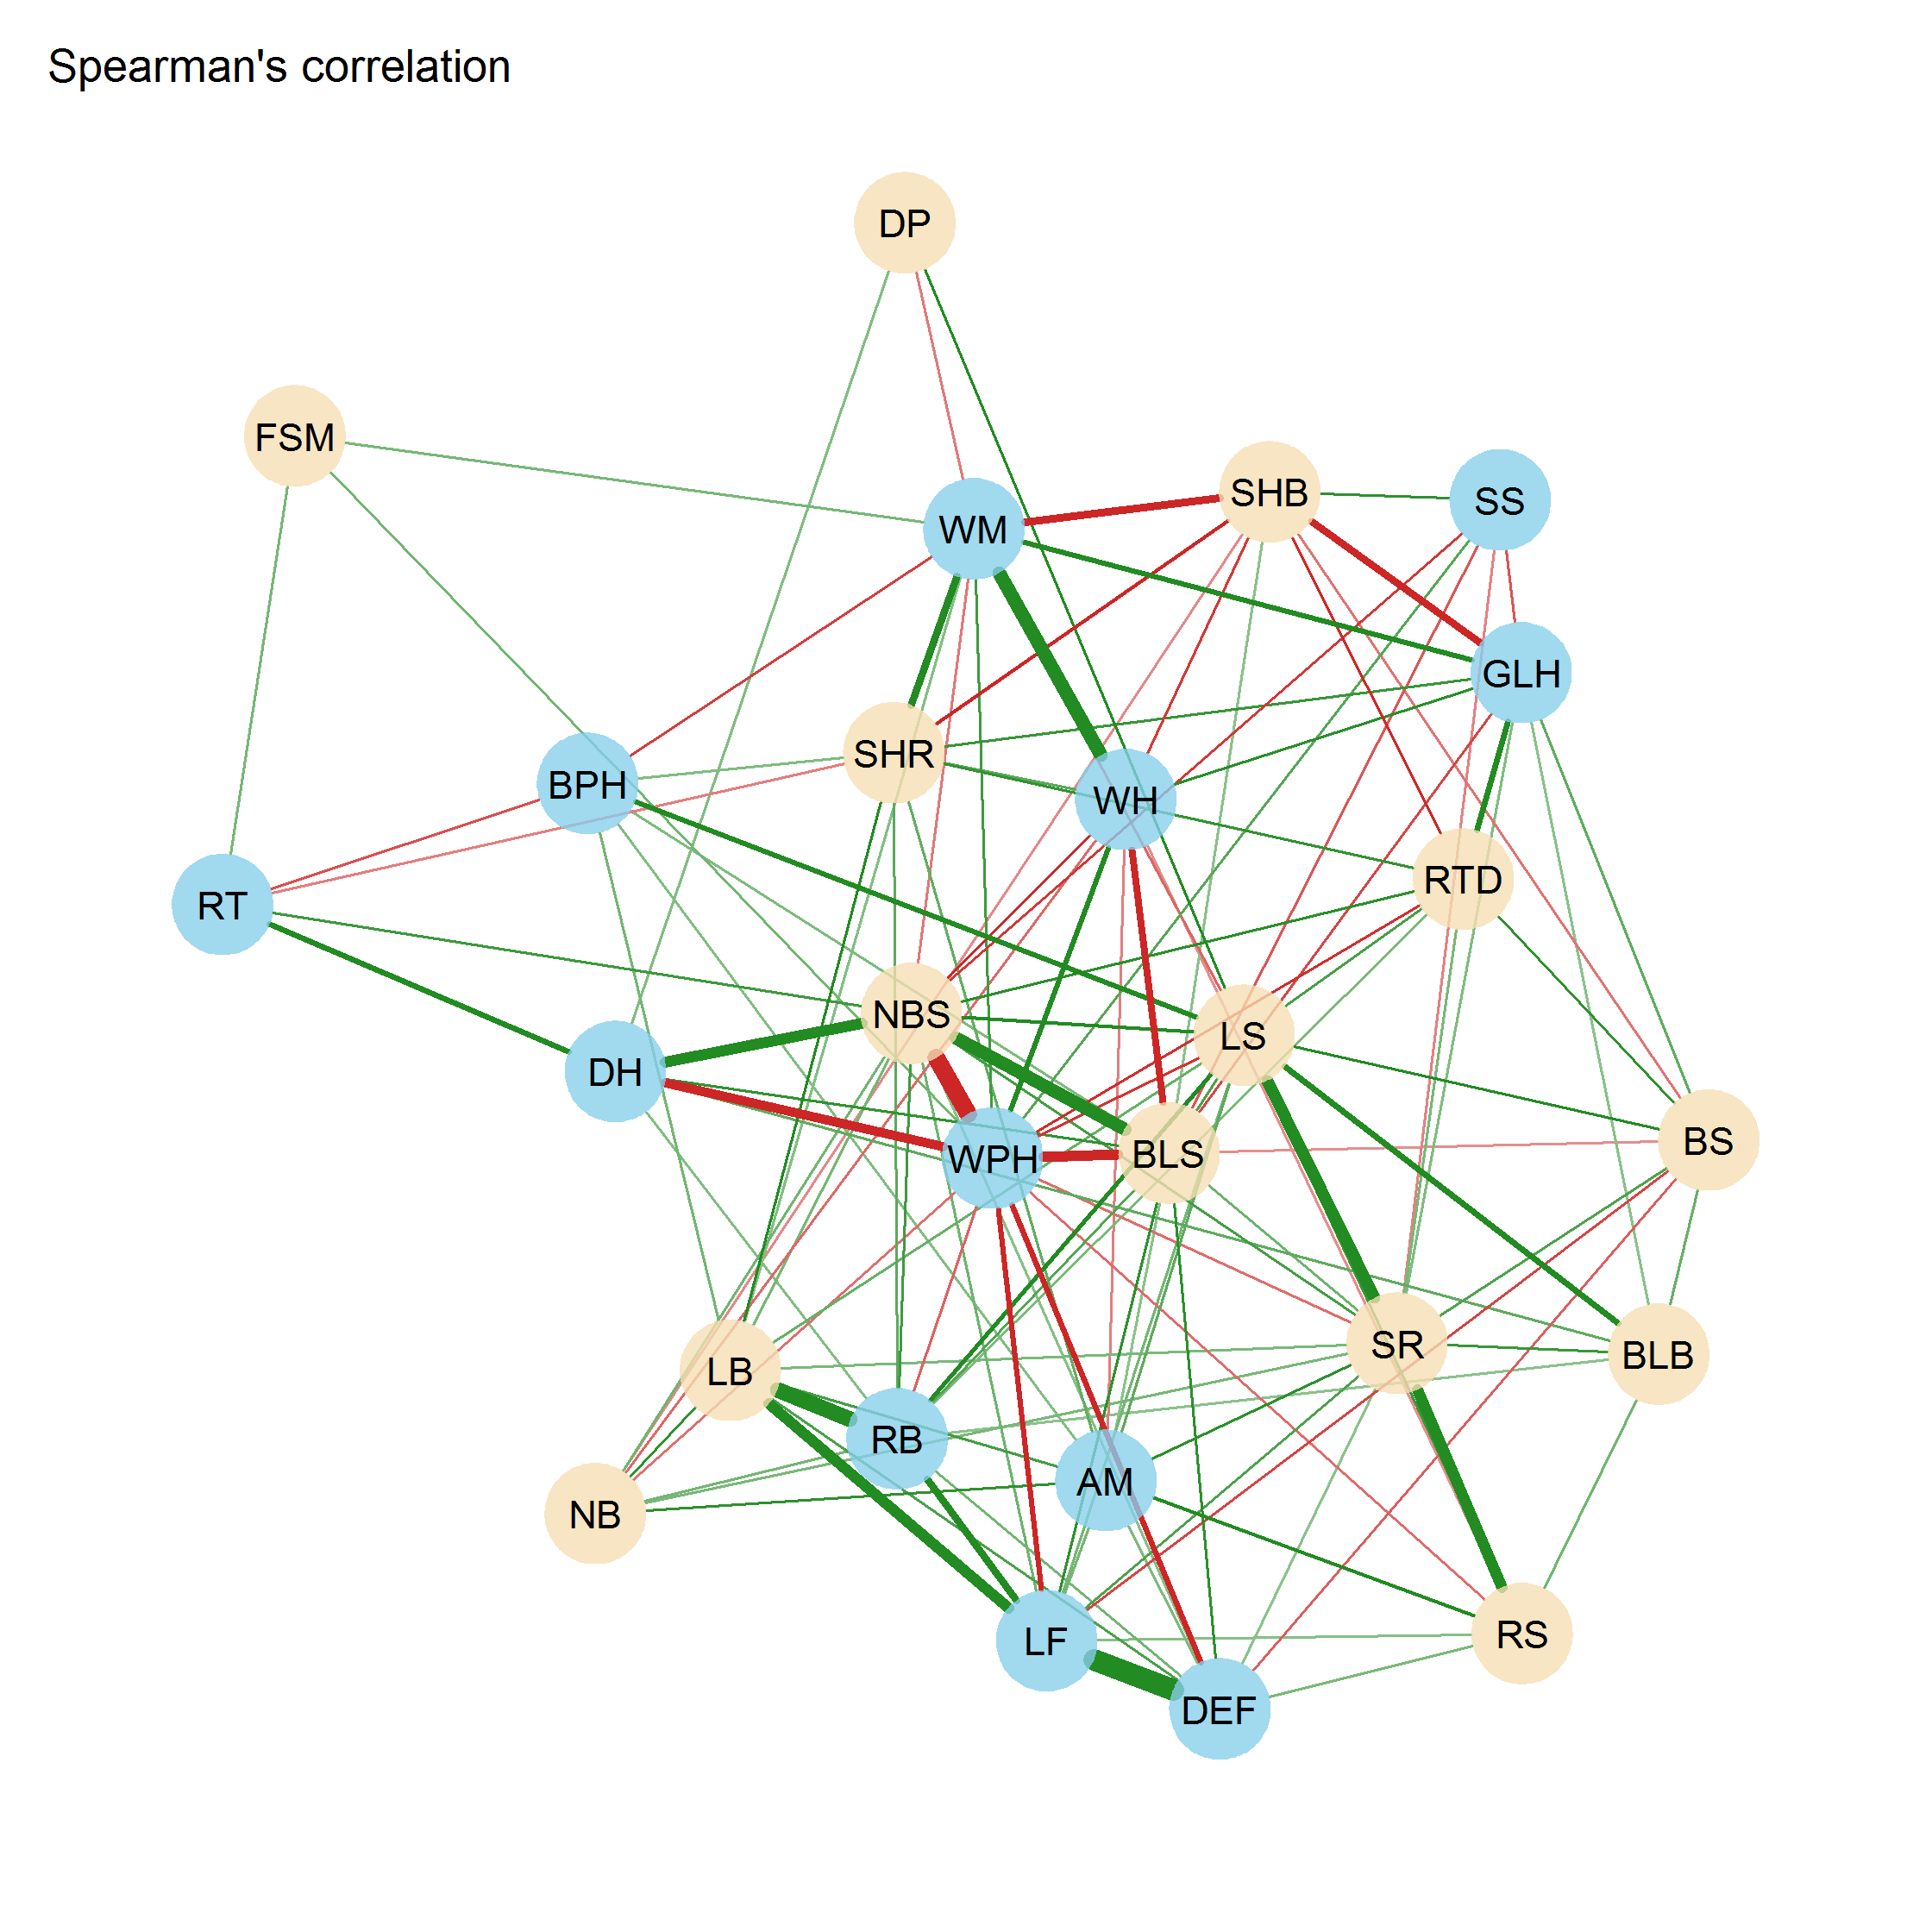 Spearman's correlation
DP
FSM
SHB
SS
WM
GLH
SHR
BPH
WH
RTD
RT
NBS
LS
DH
BS
WPH
BLS
SR
BLB
LB
RB
AM
NB
RS
LF
DEF